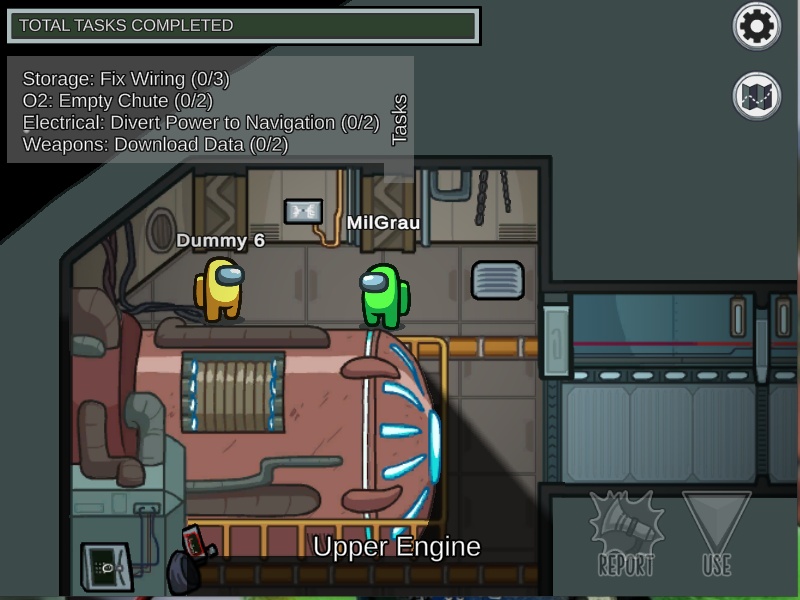 TOTAL TASKS COMPLETED
Storage: Fix Wiring (0/3)
O2: Empty Chute (0/2)
Electrical: Divert Power to Navigation (0/2)
Weapons: Download Data (0/2)
Tasks
MilGrau
Dummy 6
Upper Engine
REPORT
USE